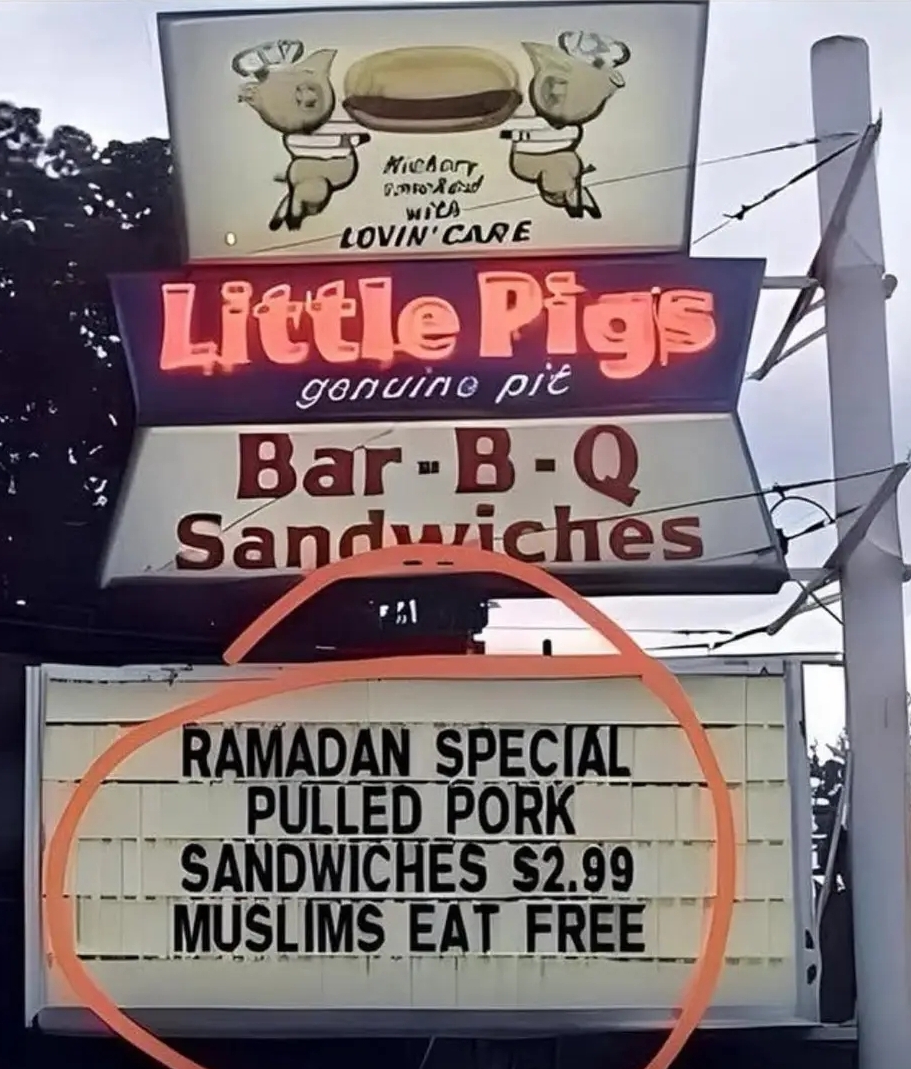 Hickory
with
LOVIN' CARE
Little Pigs
genuine pit
Bar-B-Q
Sandwiches
RAMADAN SPECIAL
PULLED PORK
SANDWICHES $2.99
MUSLIMS EAT FREE